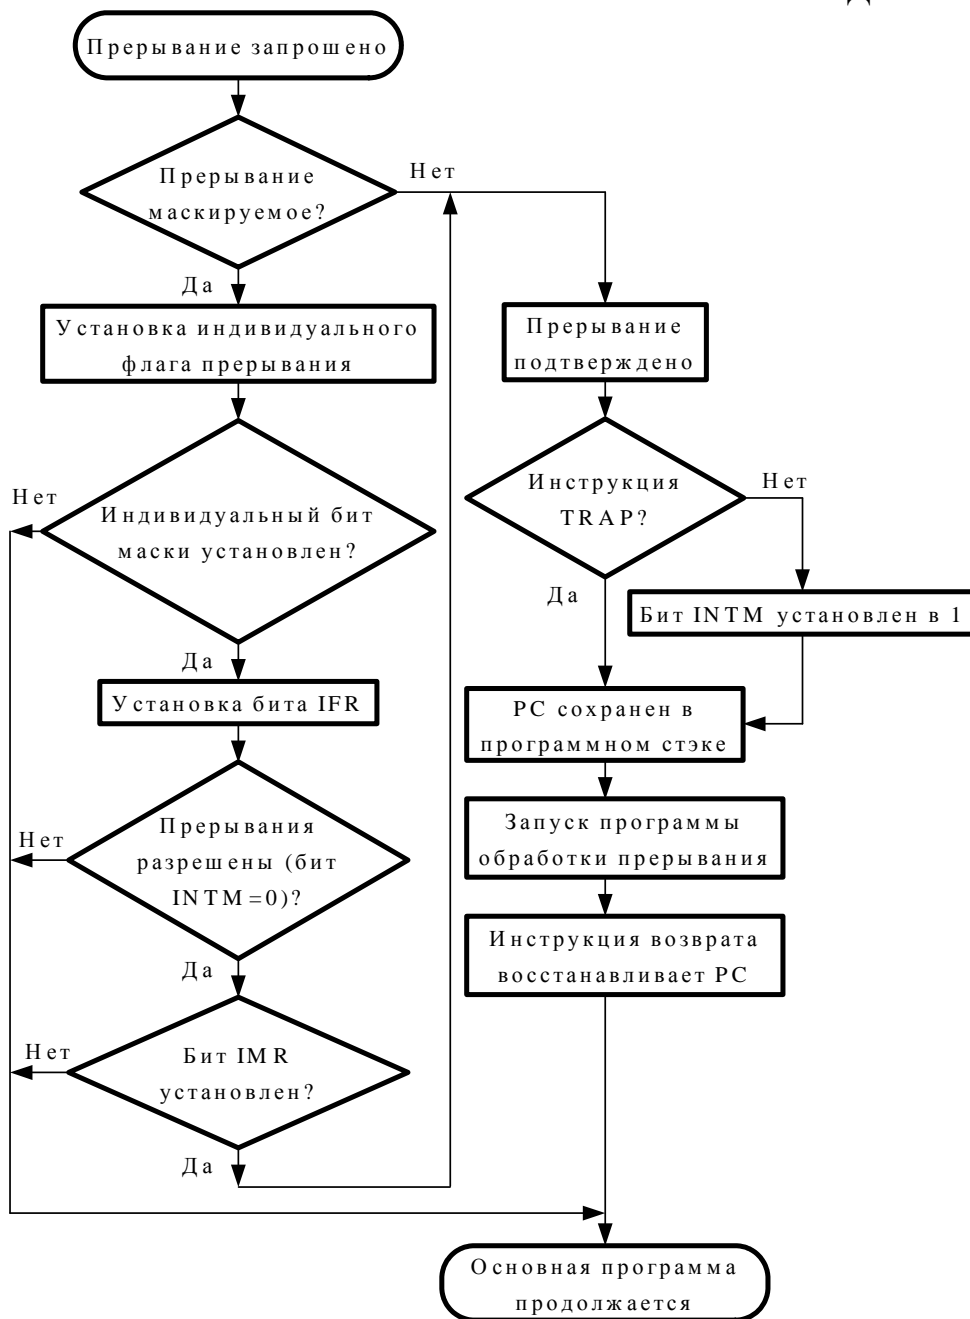 Прерывание запрошено
Прерывание
маскируемое?
Нет
Да
Установка индивидуального
флага прерывания
Прерывание
подтверждено
Индивидуальный бит
маски установлен?
Нет
Да
Инструкция
TRAP?
Нет
Да
Бит INTM установлен в 1
Установка бита IFR
PC сохранен в
программном стэке
Прерывания
разрешены (бит
INTM=0)?
Нет
Да
Запуск программы
обработки прерывания
Инструкция возврата
восстанавливает PC
Бит IMR
установлен?
Нет
Да
Основная программа
продолжается